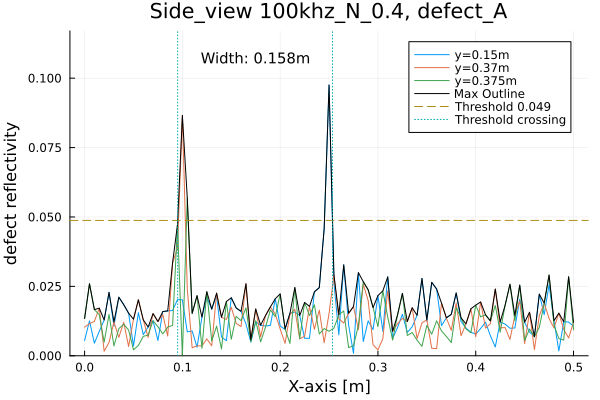 Side_view 100khz_N_0.4, defect_A
Width: 0.158m
y=0.15m
y=0.37m
y=0.375m
Max Outline
Threshold 0.049
Threshold crossing
defect reflectivity
0.100
0.075
0.050
0.025
0.000
0.0 0.1 0.2 0.3 0.4 0.5
X-axis [m]